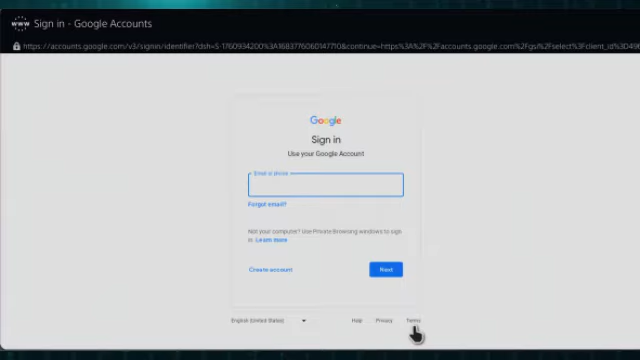 www Sign in - Google Accounts
Google
Sign in
Use your Google Account
Email or phone
Forgot email?
Not your computer? Use Private Browsing windows to sign
in. Learn more
Create account
Next
English (United States)
Help
Privacy
Terms